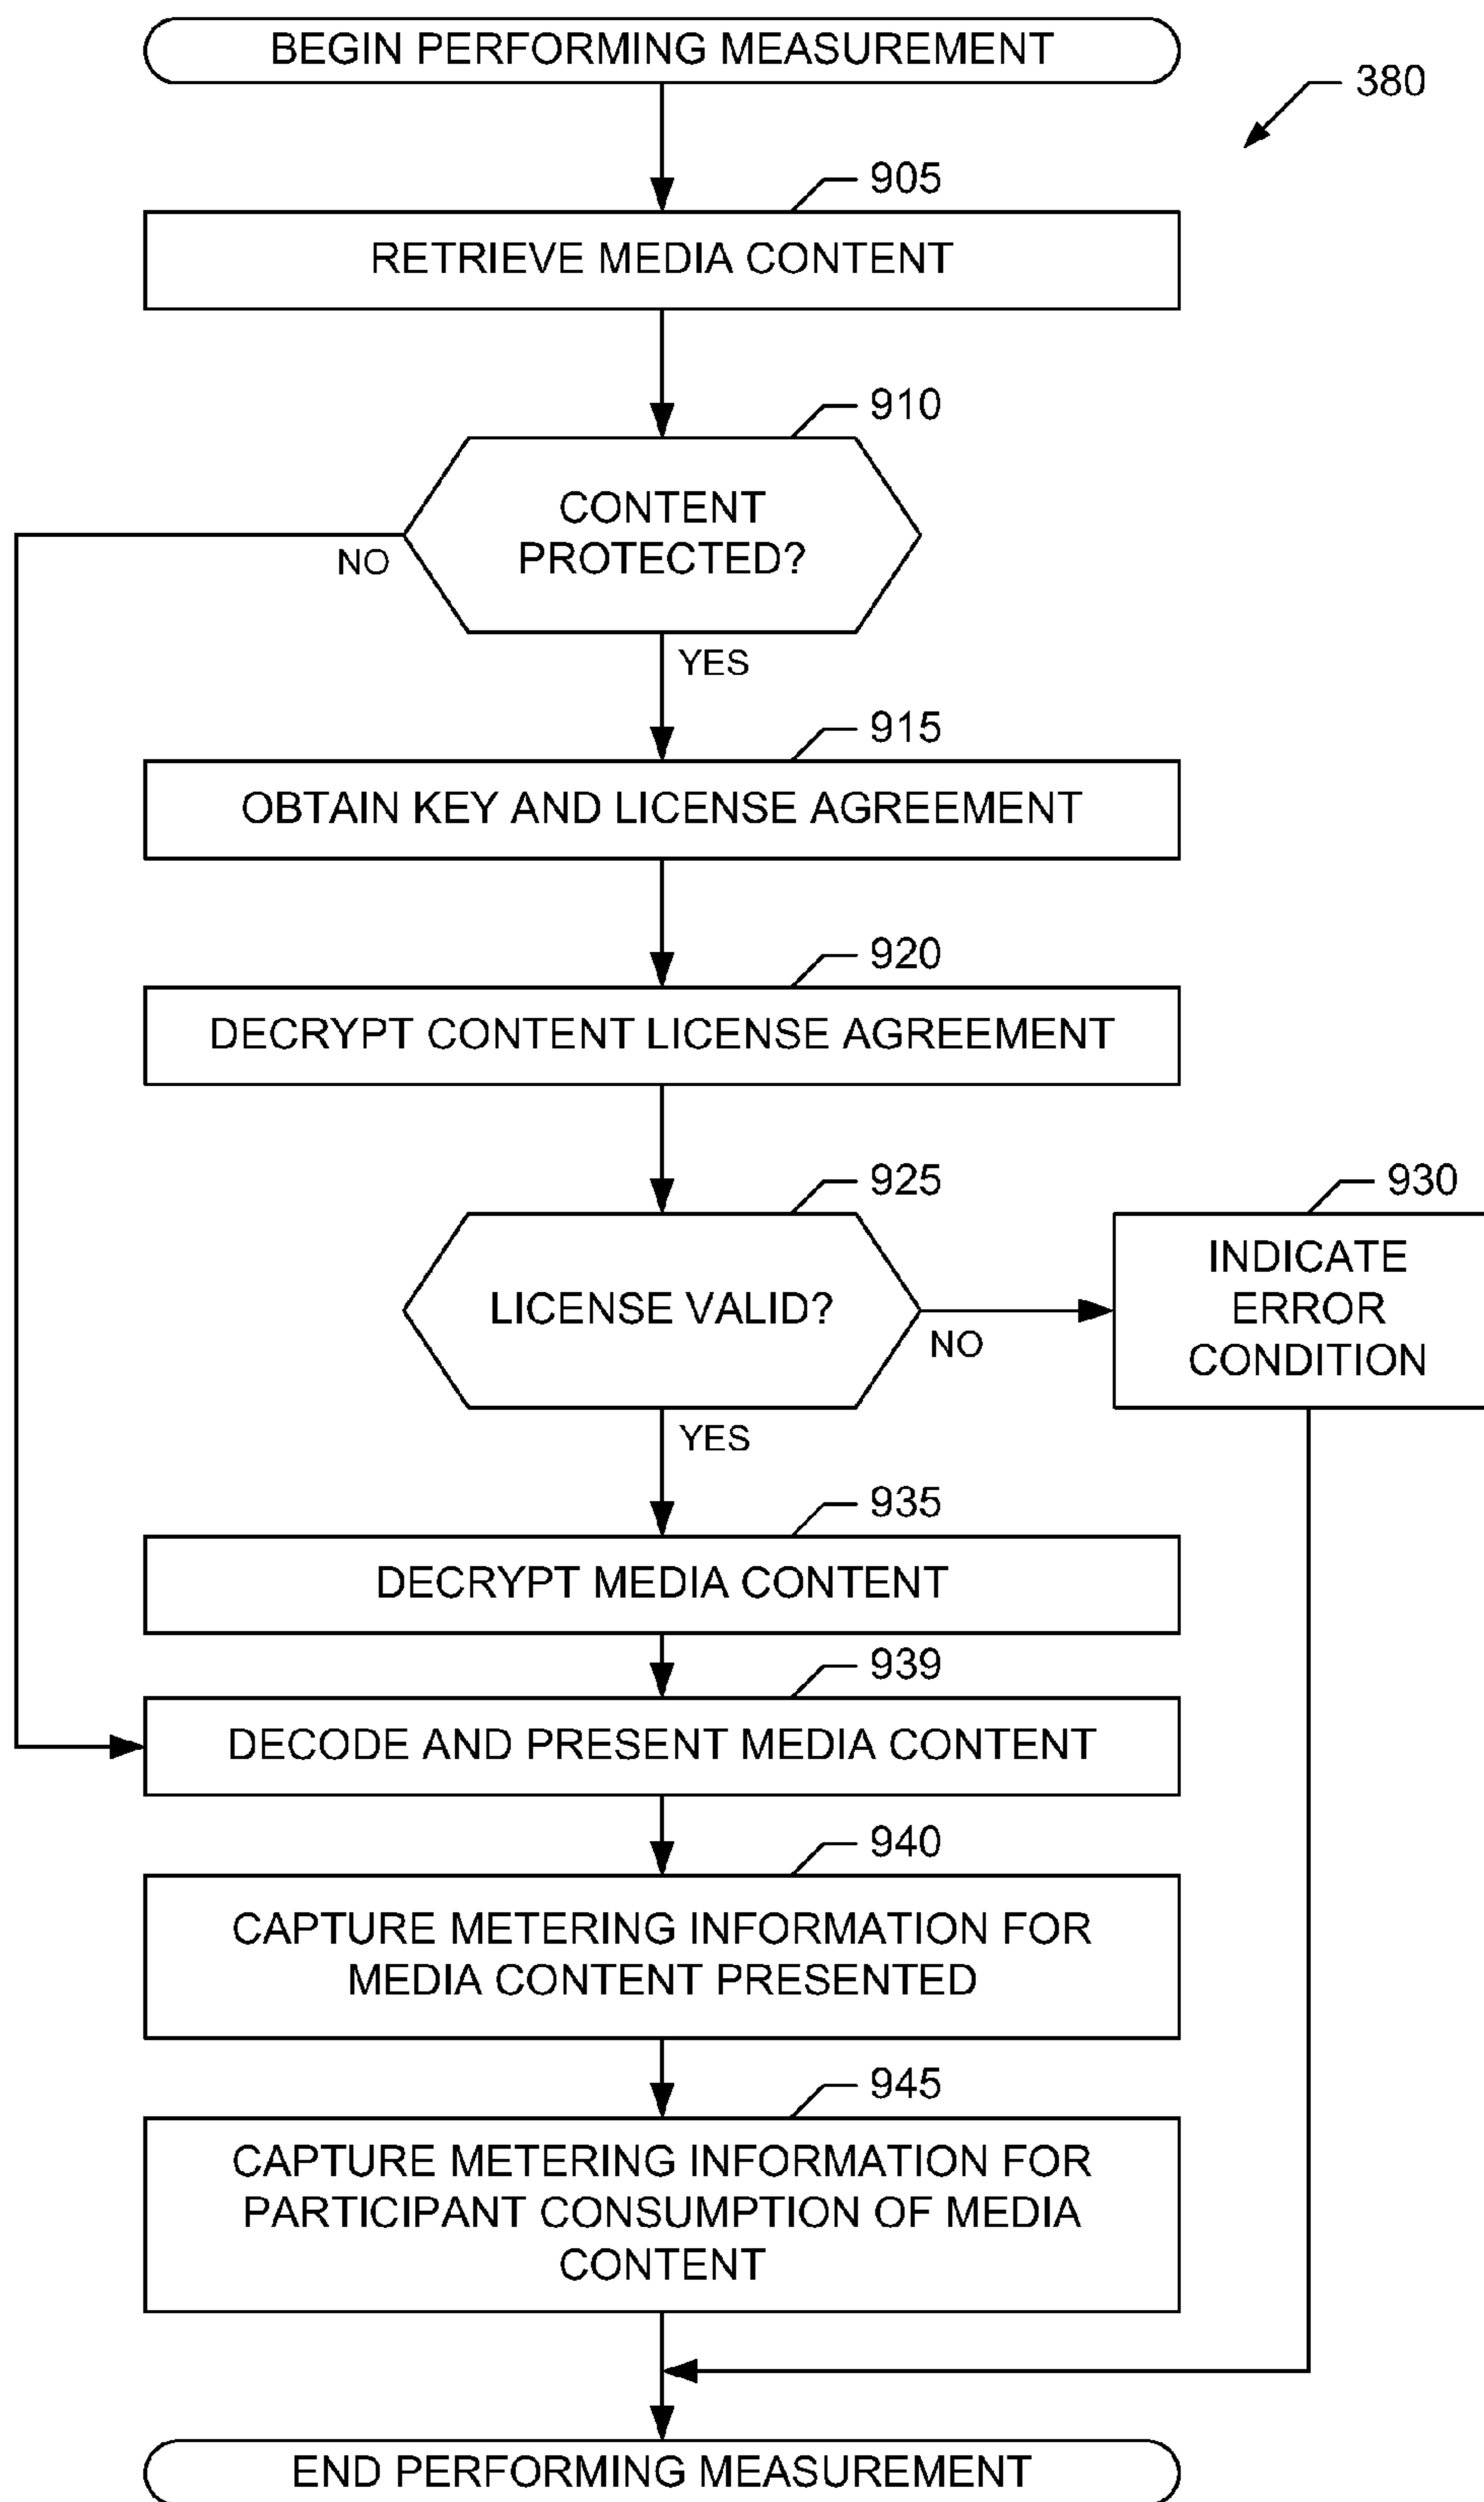 BEGIN PERFORMING MEASUREMENT
380
905
RETRIEVE MEDIA CONTENT
910
CONTENT
PROTECTED?
NO
YES
915
OBTAIN KEY AND LICENSE AGREEMENT
920
DECRYPT CONTENT LICENSE AGREEMENT
925
930
LICENSE VALID?
NO
INDICATE
ERROR
CONDITION
YES
935
DECRYPT MEDIA CONTENT
939
DECODE AND PRESENT MEDIA CONTENT
940
CAPTURE METERING INFORMATION FOR
MEDIA CONTENT PRESENTED
945
CAPTURE METERING INFORMATION FOR
PARTICIPANT CONSUMPTION OF MEDIA
CONTENT
END PERFORMING MEASUREMENT